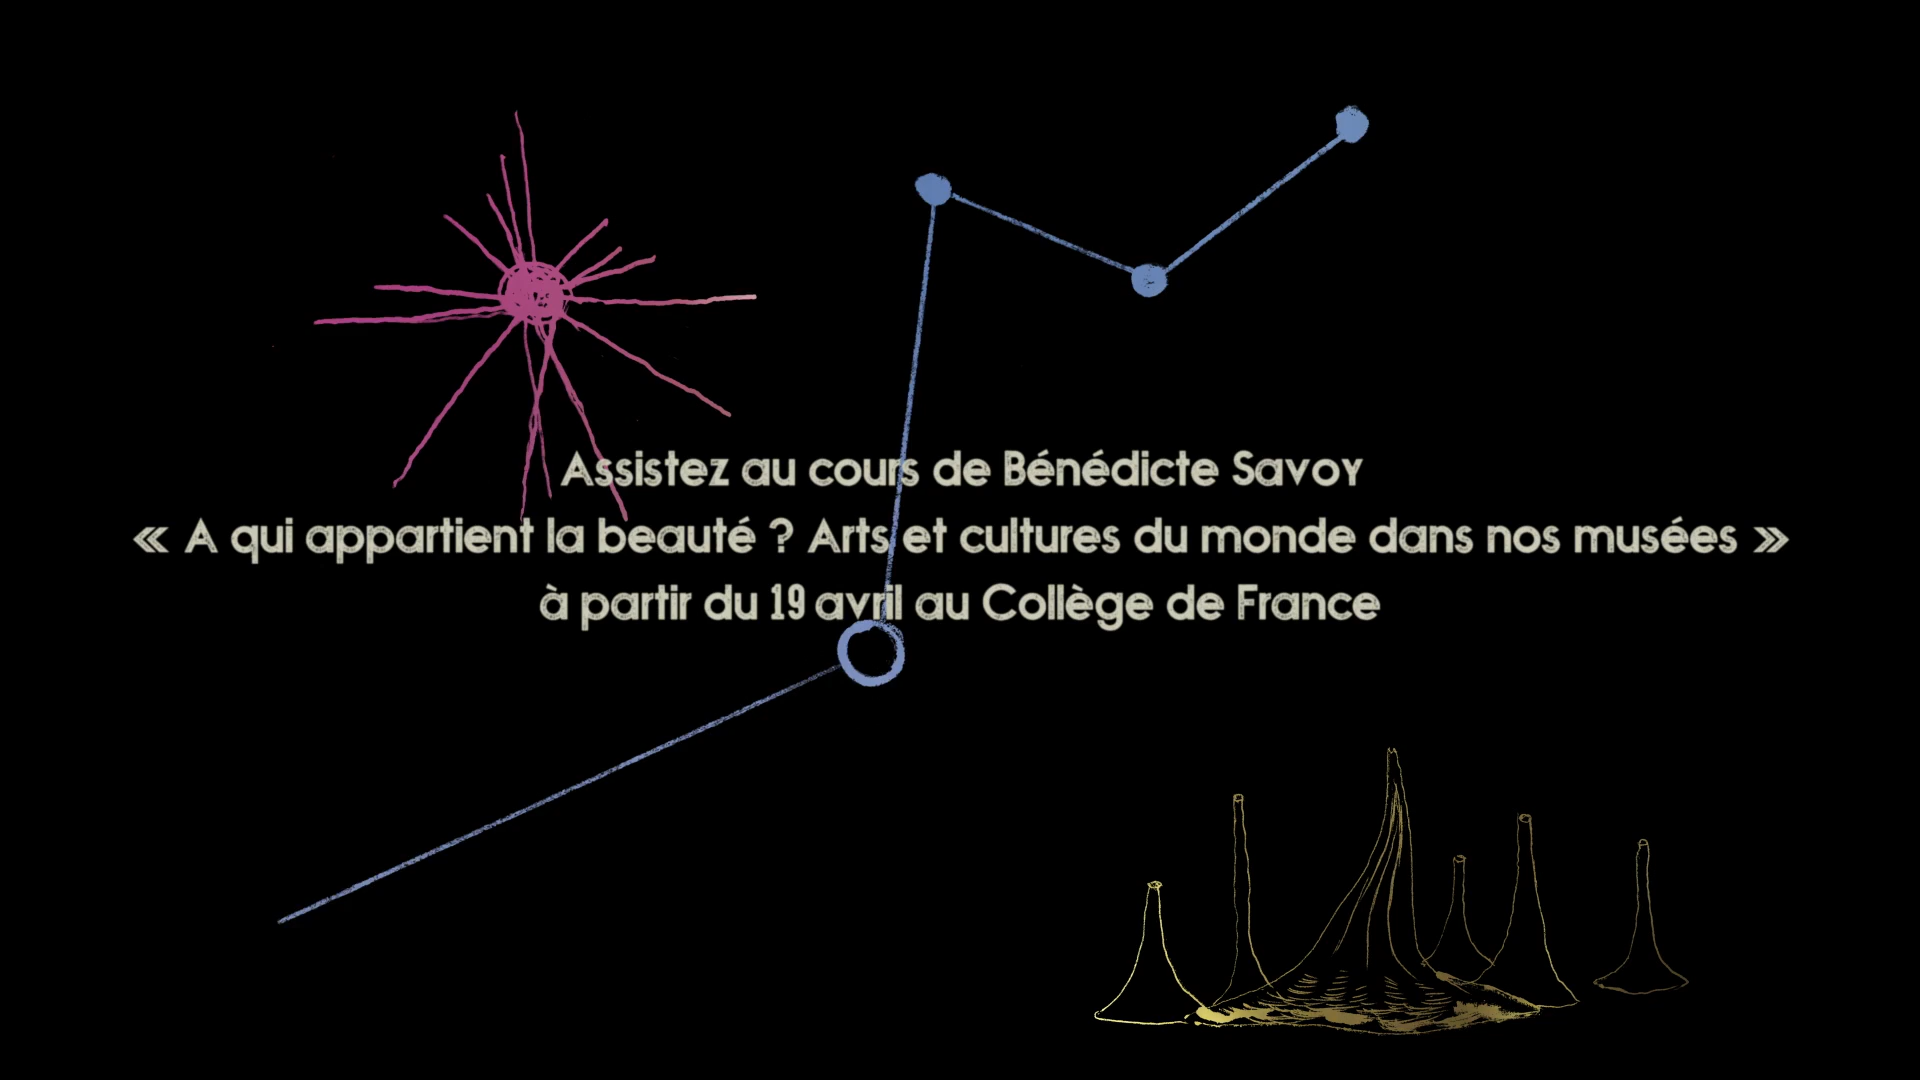 Assistez au cours de Bénédicte Savoy
« A qui appartient la beauté ? Arts et cultures du monde dans nos musées »
à partir du 19 avril au Collège de France